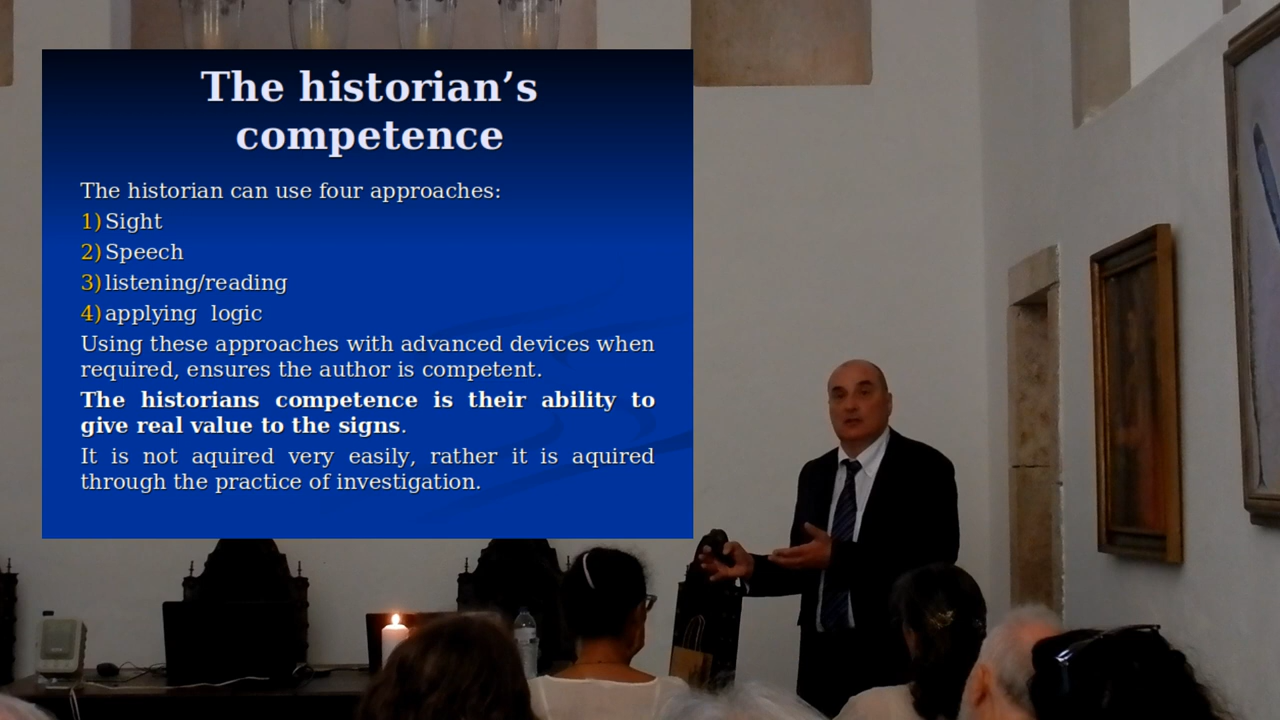 The historian’s
competence
The historian can use four approaches:
1) Sight
2) Speech
3) listening/reading
4) applying logic
Using these approaches with advanced devices when
required, ensures the author is competent.
The historians competence is their ability to
give real value to the signs.
It is not aquired very easily, rather it is aquired
through the practice of investigation.